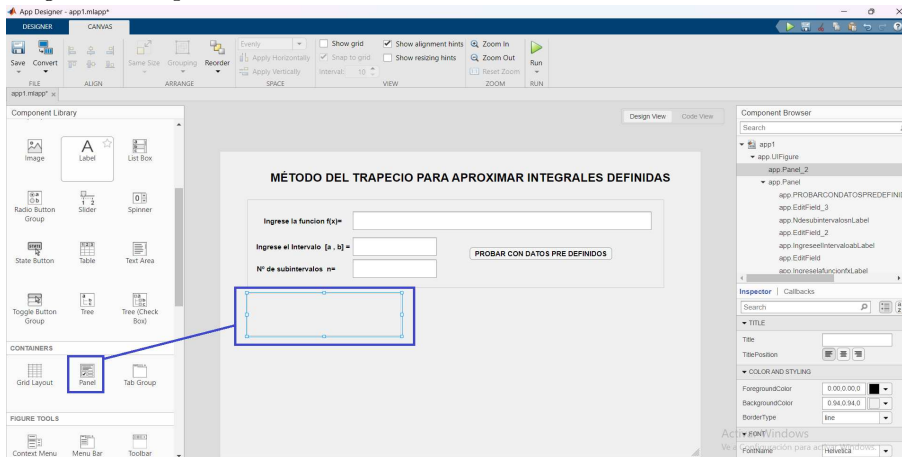 App Designer - app1.mlapp*
DESIGNER CANVAS
Save Convert Same Size Grouping Reorder
Evenly
Apply Horizontally
Apply Vertically
Show grid Show alignment hints
Snap to grid Show resizing hints
Interval: 10
Zoom In
Zoom Out
Reset Zoom
Run
FILE ALIGN ARRANGE SPACE VIEW ZOOM RUN
app1.mlapp*
Component Library
Image Label List Box
Radio Button Group Slider Spinner
State Button Table Text Area
Toggle Button Group Tree Tree (Check Box)
CONTAINERS
Grid Layout Panel Tab Group
FIGURE TOOLS
Context Menu Menu Bar Toolbar
Design View Code View
MÉTODO DEL TRAPECIO PARA APROXIMAR INTEGRALES DEFINIDAS
Ingrese la funcion f(x)=
Ingrese el Intervalo [a , b] =
PROBAR CON DATOS PRE DEFINIDOS
Nº de subintervalos n=
Component Browser
Search
app1
app.UIFigure
app.Panel_2
app.Panel
app.PROBARCONDATOSPREDEFINI
app.EditField_3
app.NdesubintervalosnLabel
app.EditField_2
app.IngreseelIntervaloabLabel
app.EditField
app.IngreselafuncionfxLabel
Inspector Callbacks
Search
TITLE
Title
TitlePosition
COLOR AND STYLING
ForegroundColor 0.00,0.00,0
BackgroundColor 0.94,0.94,0
BorderType line
FONT
FontName Helvetica